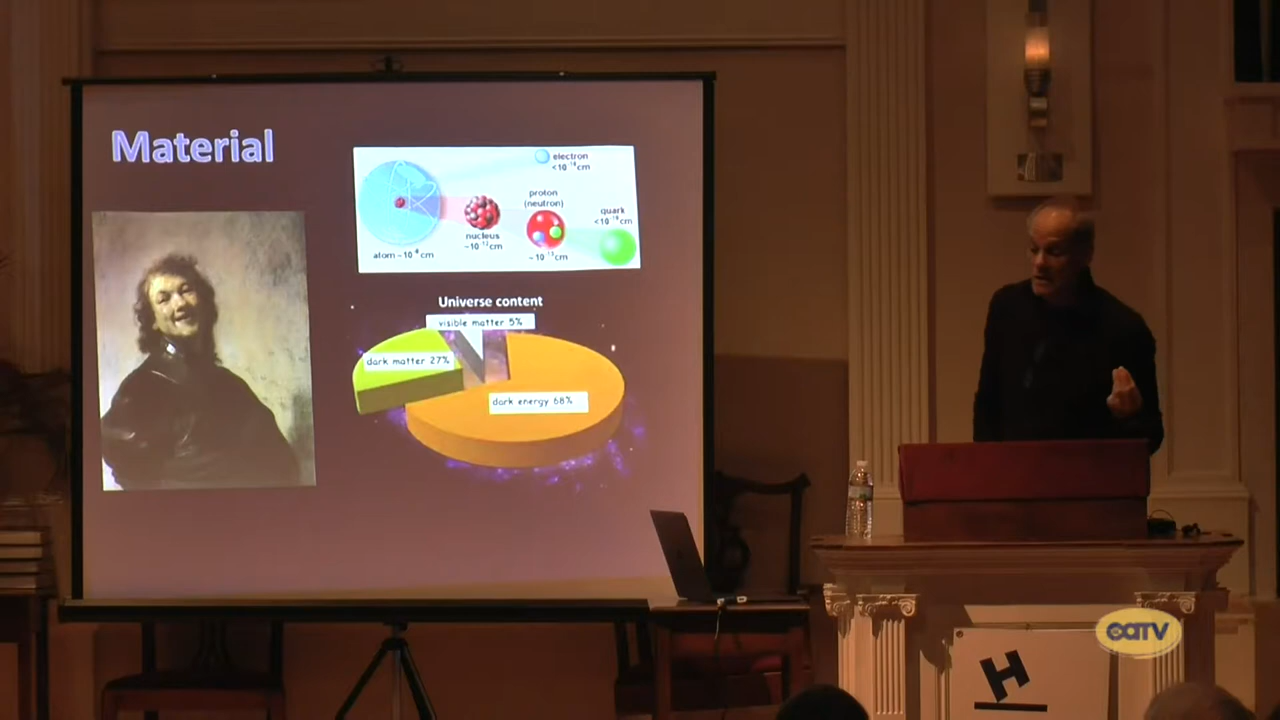 Material
electron
<10⁻¹⁸cm
proton
(neutron)
quark
<10⁻¹⁹cm
nucleus
~10⁻¹²cm
atom~10⁻⁸cm
~10⁻¹³cm
Universe content
visible matter 5%
dark matter 27%
dark energy 68%
CATV
H